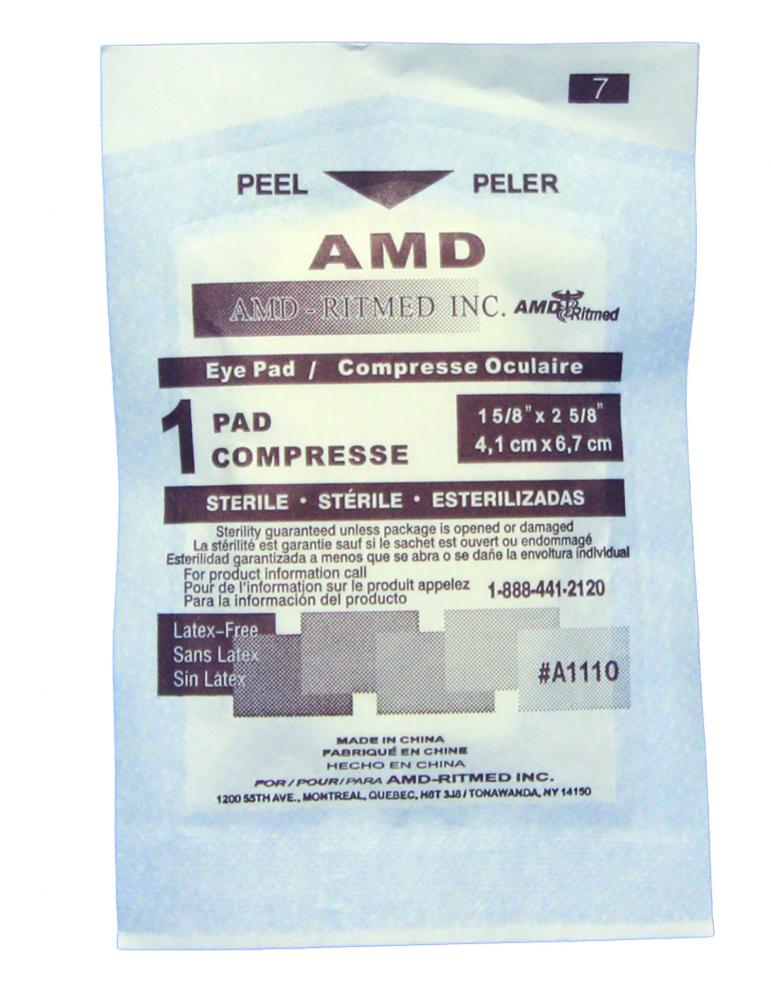 7
PEEL PELER
AMD
AMD - RITMED INC. AMD Ritmed
Eye Pad / Compresse Oculaire
1 PAD COMPRESSE
1 5/8" x 2 5/8"
4,1 cm x 6,7 cm
STERILE • STÉRILE • ESTERILIZADAS
Sterility guaranteed unless package is opened or damaged
La stérilité est garantie sauf si le sachet est ouvert ou endommagé
Esterilidad garantizada a menos que se abra o se dañe la envoltura individual
For product information call
Pour de l'information sur le produit appelez 1-888-441-2120
Para la información del producto
Latex-Free
Sans Latex
Sin Látex
#A1110
MADE IN CHINA
FABRIQUÉ EN CHINE
HECHO EN CHINA
FOR/POUR/PARA AMD-RITMED INC.
1200 55TH AVE., MONTREAL, QUEBEC, H8T 3J8 / TONAWANDA, NY 14150